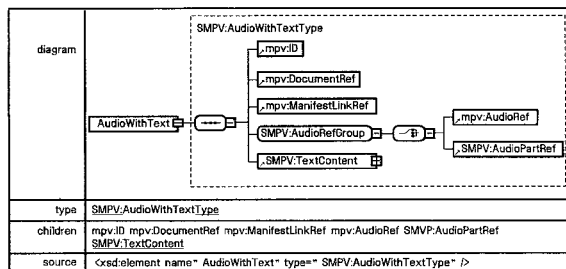 SMPV:AudioWithTextType
diagram
mpv:ID
mpv:DocumentRef
mpv:ManifestLinkRef
AudioWithText
SMPV:AudioRefGroup
mpv:AudioRef
SMPV:AudioPartRef
SMPV:TextContent
type SMPV:AudioWithTextType
children mpv:ID mpv:DocumentRef mpv:ManifestLinkRef mpv:AudioRef SMVP:AudioPartRef
SMPV:TextContent
source <xsd:element name" AudioWithText" type=" SMPV:AudioWithTextType" />